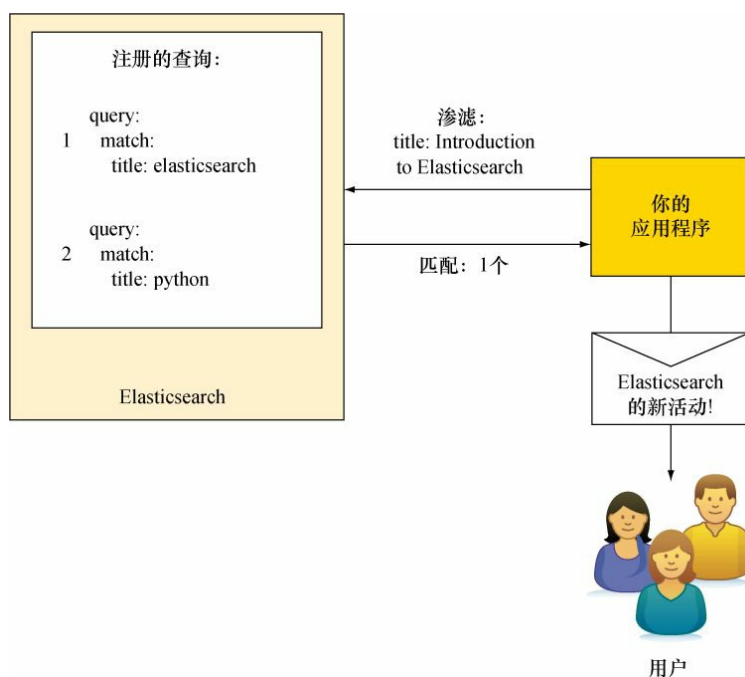 注册的查询：
query:
1 match:
title: elasticsearch
query:
2 match:
title: python
Elasticsearch
渗滤：
title: Introduction
to Elasticsearch
匹配：1个
你的
应用程序
Elasticsearch
的新活动!
用户